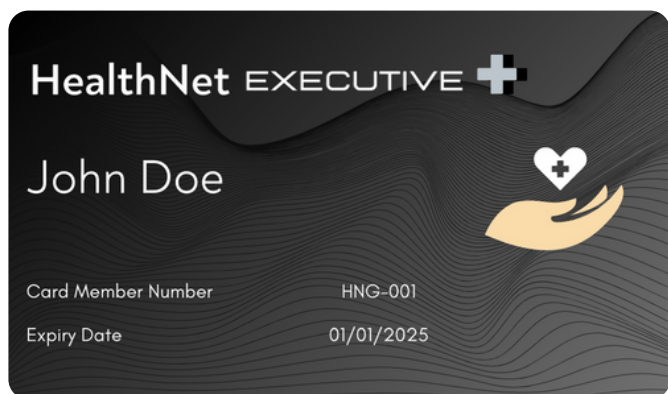 HealthNet EXECUTIVE
John Doe
Card Member Number HNG-001
Expiry Date 01/01/2025